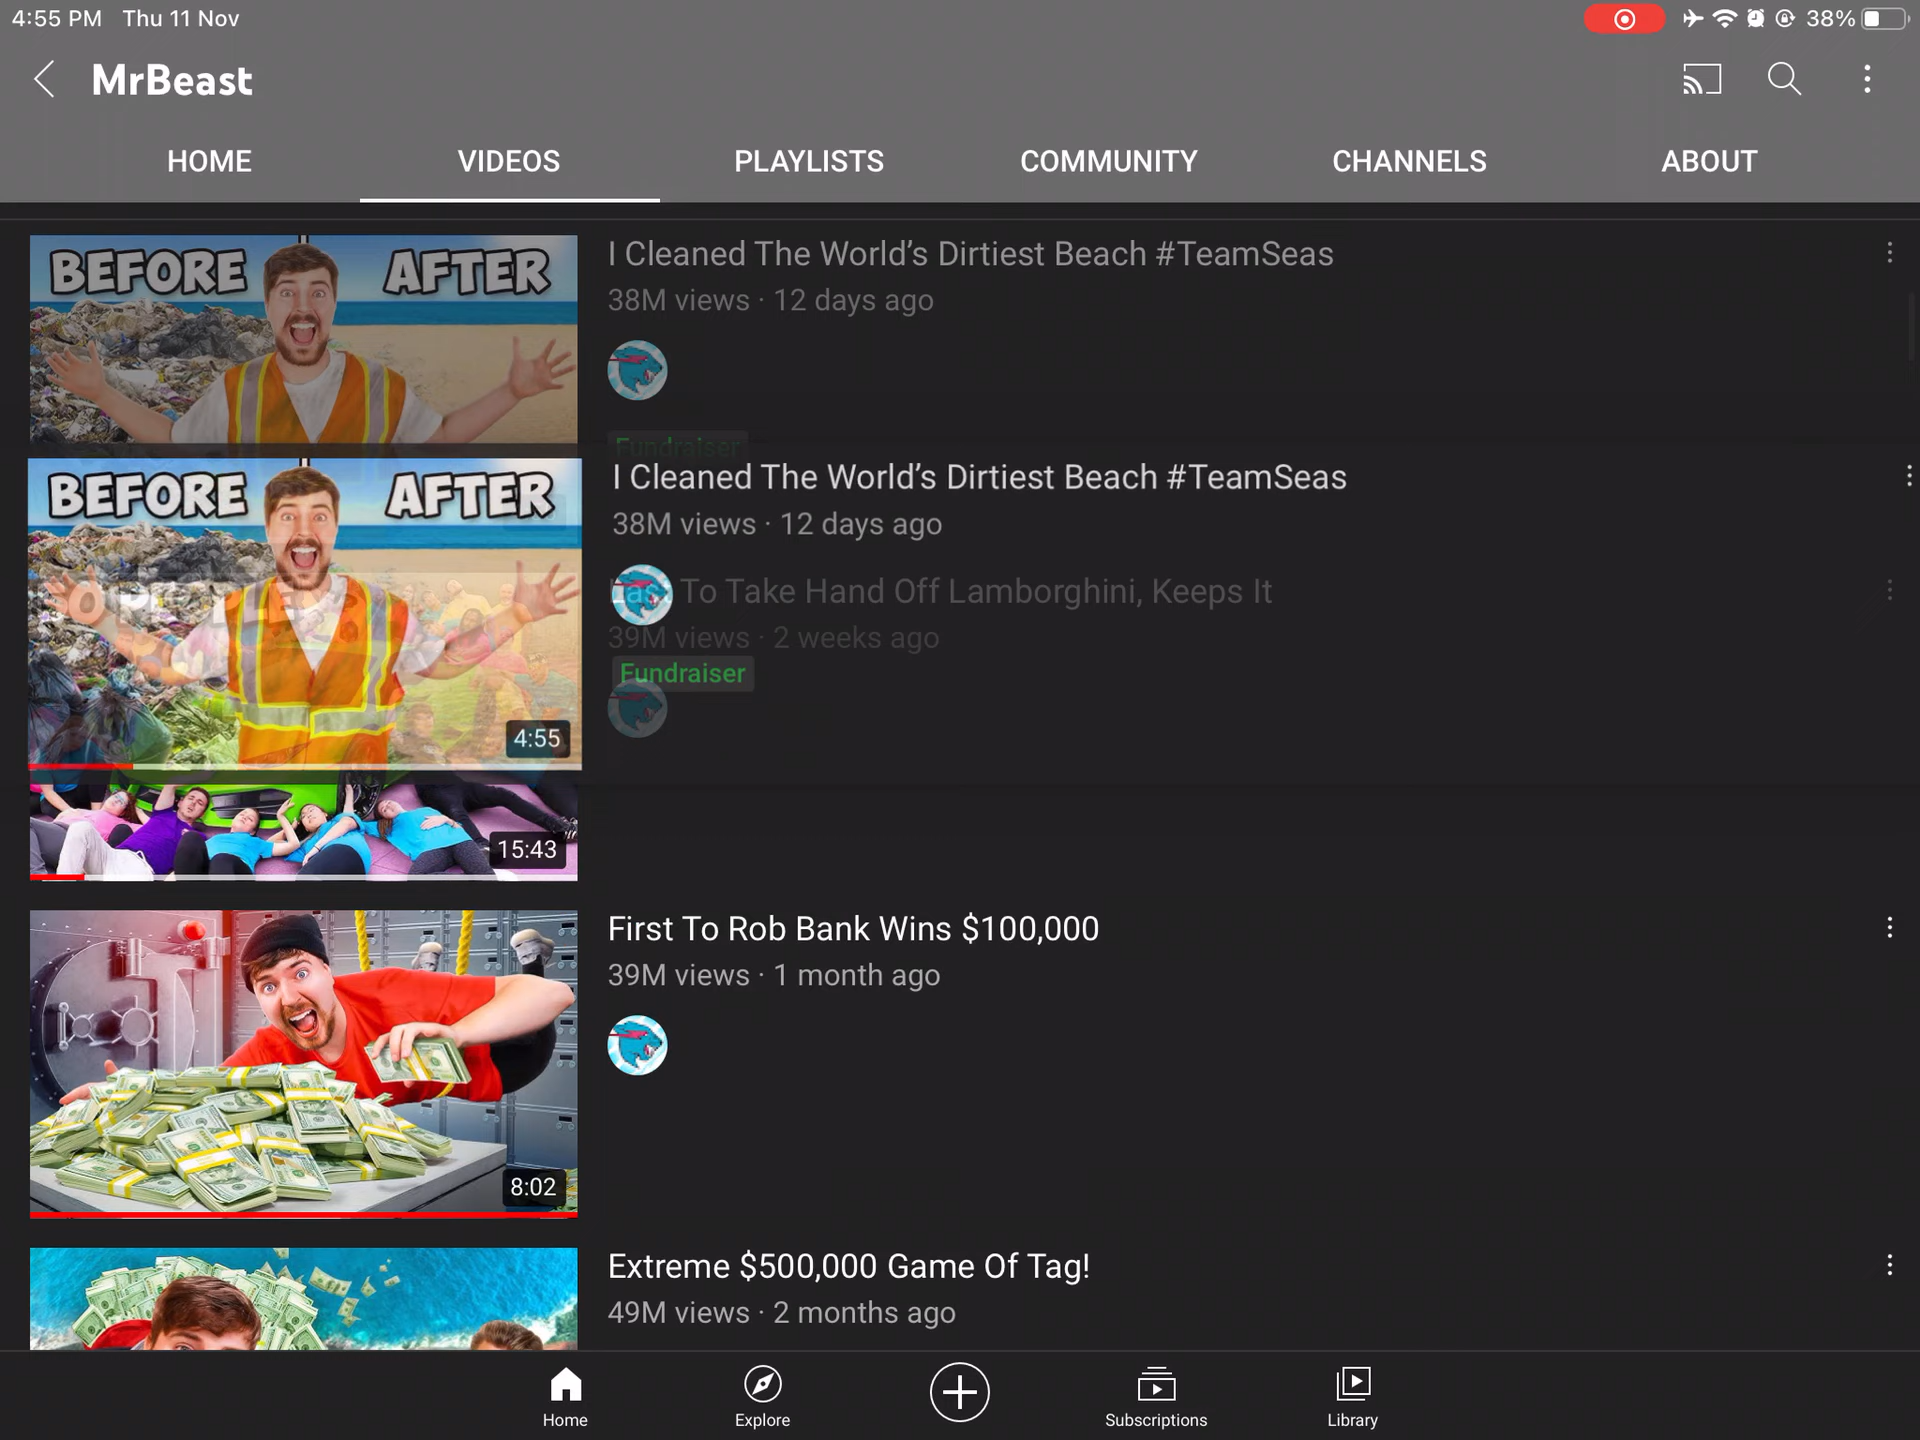 4:55 PM Thu 11 Nov
38%
MrBeast
HOME VIDEOS PLAYLISTS COMMUNITY CHANNELS ABOUT
BEFORE AFTER
I Cleaned The World’s Dirtiest Beach #TeamSeas
38M views · 12 days ago
Fundraiser
BEFORE AFTER
4:55
I Cleaned The World’s Dirtiest Beach #TeamSeas
38M views · 12 days ago
To Take Hand Off Lamborghini, Keeps It
39M views · 2 weeks ago
Fundraiser
15:43
8:02
First To Rob Bank Wins $100,000
39M views · 1 month ago
Extreme $500,000 Game Of Tag!
49M views · 2 months ago
Home Explore Subscriptions Library